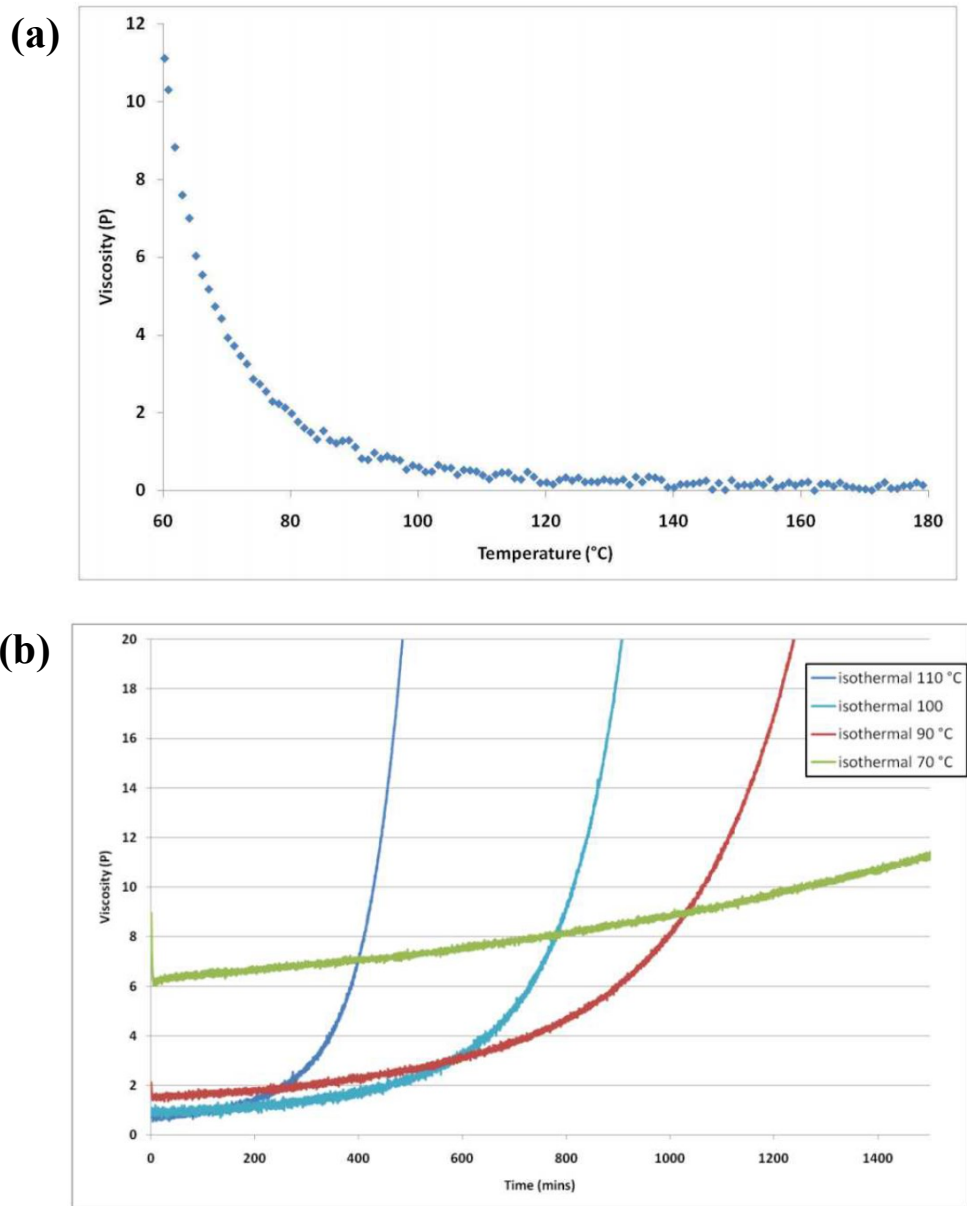 (a)
12
10
8
6
4
2
0
Viscosity (P)
60 80 100 120 140 160 180
Temperature (°C)
(b)
20
18
16
14
12
10
8
6
4
2
0
Viscosity (P)
isothermal 110 °C
isothermal 100
isothermal 90 °C
isothermal 70 °C
0 200 400 600 800 1000 1200 1400
Time (mins)